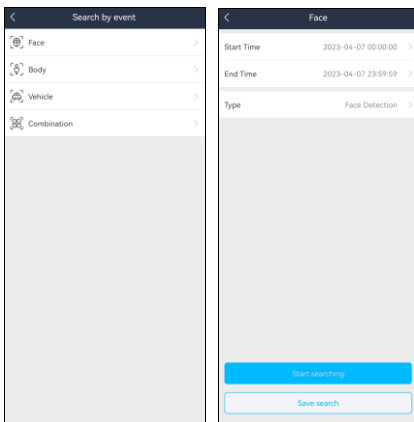 Search by event
Face
Body
Vehicle
Combination
Face
Start Time 2023-04-07 00:00:00
End Time 2023-04-07 23:59:59
Type Face Detection
Start searching
Save search